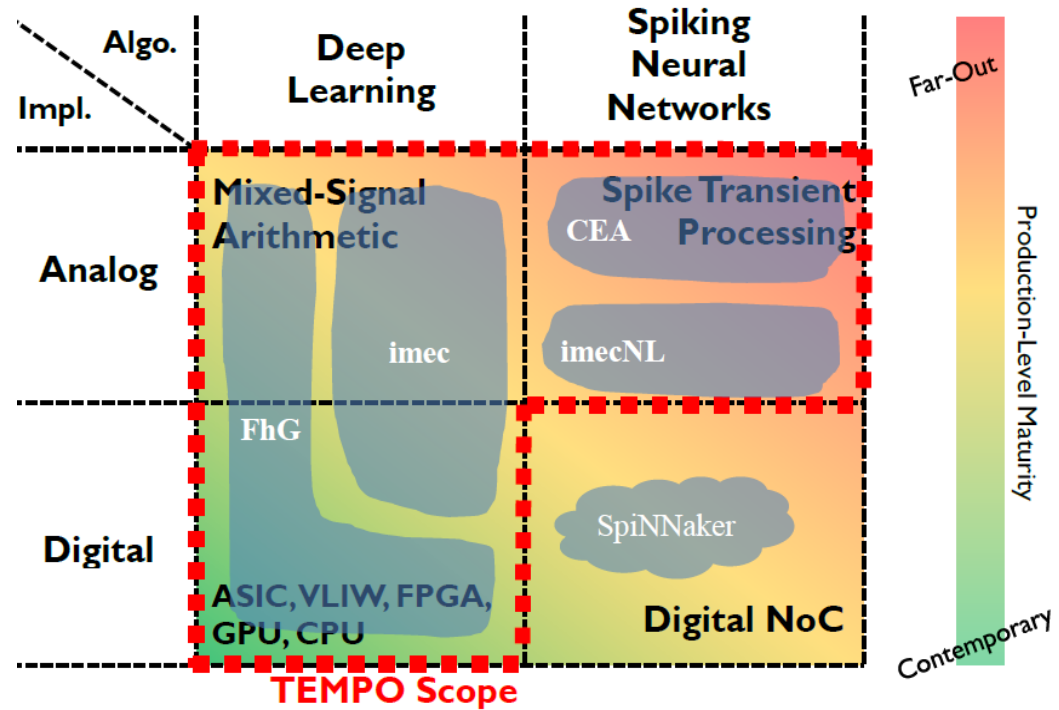 Algo.
Impl.
Deep
Learning
Spiking
Neural
Networks
Far-Out
Analog
Mixed-Signal
Arithmetic
Spike Transient
Processing
CEA
imec
imecNL
FhG
Digital
SpiNNaker
ASIC, VLIW, FPGA,
GPU, CPU
Digital NoC
TEMPO Scope
Production-Level Maturity
Contemporary